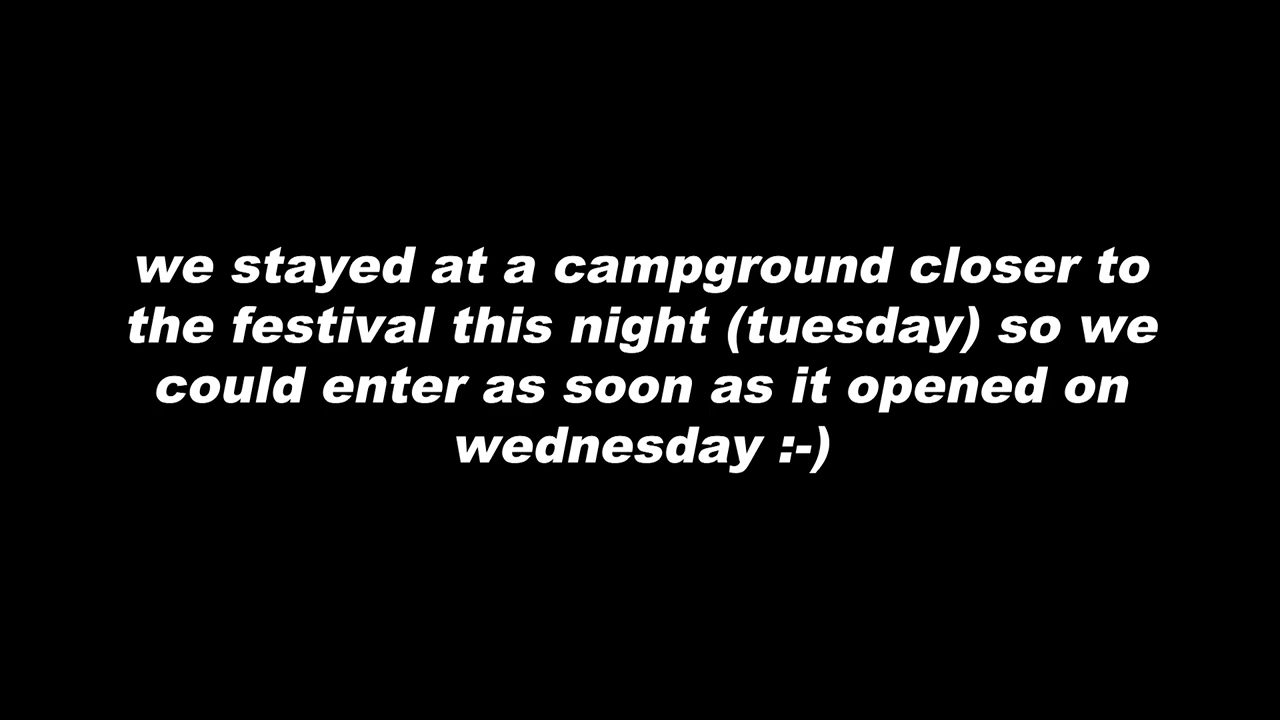 we stayed at a campground closer to
the festival this night (tuesday) so we
could enter as soon as it opened on
wednesday :-)